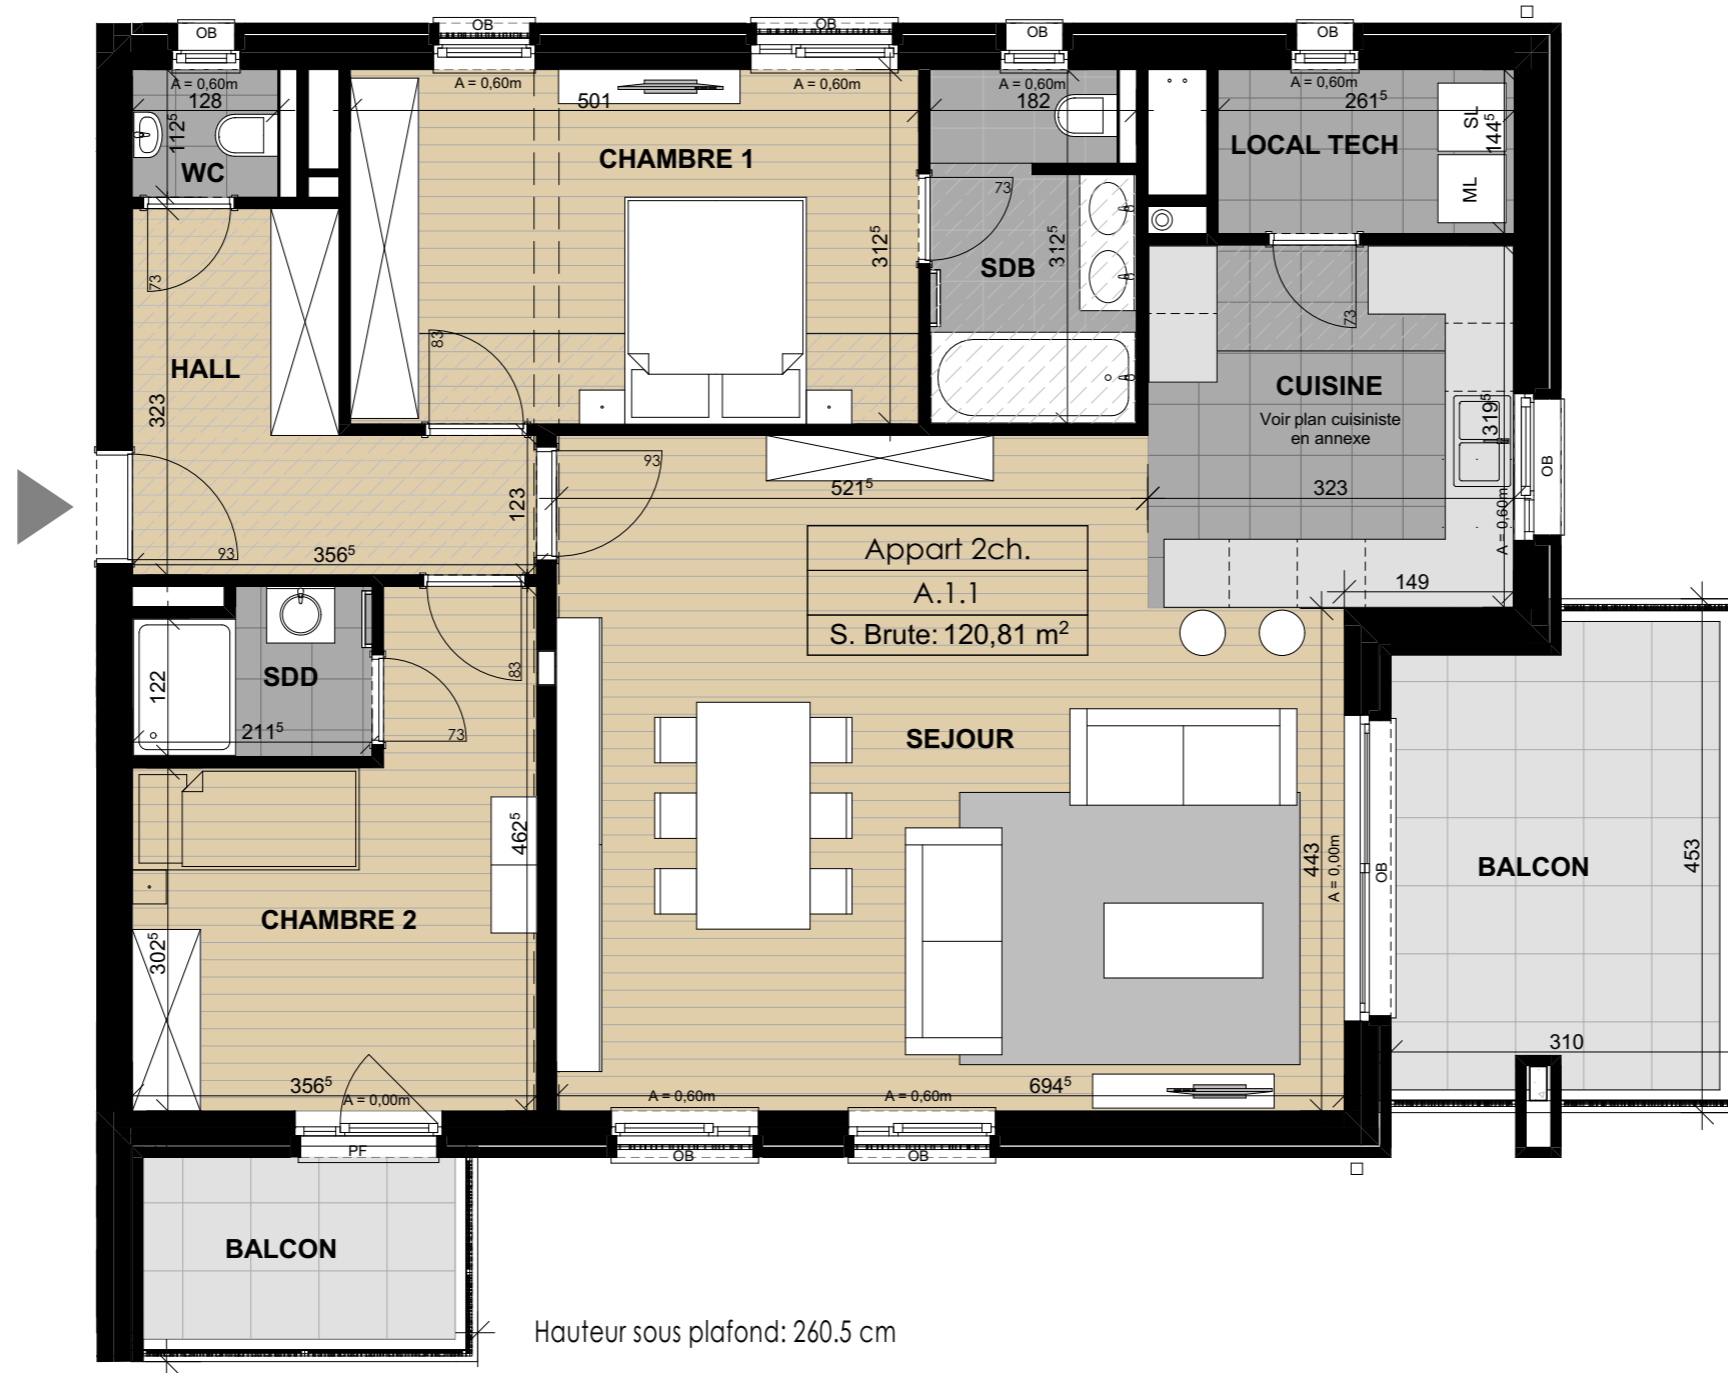 OB
OB
OB
OB
OB
A = 0,60m
A = 0,60m
A = 0,60m
A = 0,60m
A = 0,60m
128
501
182
261⁵
112⁵
WC
CHAMBRE 1
LOCAL TECH
SL
144⁵
ML
73
312⁵
73
312⁵
SDB
73
83
HALL
323
CUISINE
Voir plan cuisiniste
en annexe
319⁵
OB
A = 0,60m
93
123
93
356⁵
521⁵
323
149
Appart 2ch.
A.1.1
S. Brute: 120,81 m²
SDD
122
211⁵
83
73
SEJOUR
462⁵
443
A = 0,00m
OB
BALCON
453
310
CHAMBRE 2
302⁵
356⁵
A = 0,00m
PF
A = 0,60m
A = 0,60m
694⁵
OB
OB
BALCON
Hauteur sous plafond: 260.5 cm